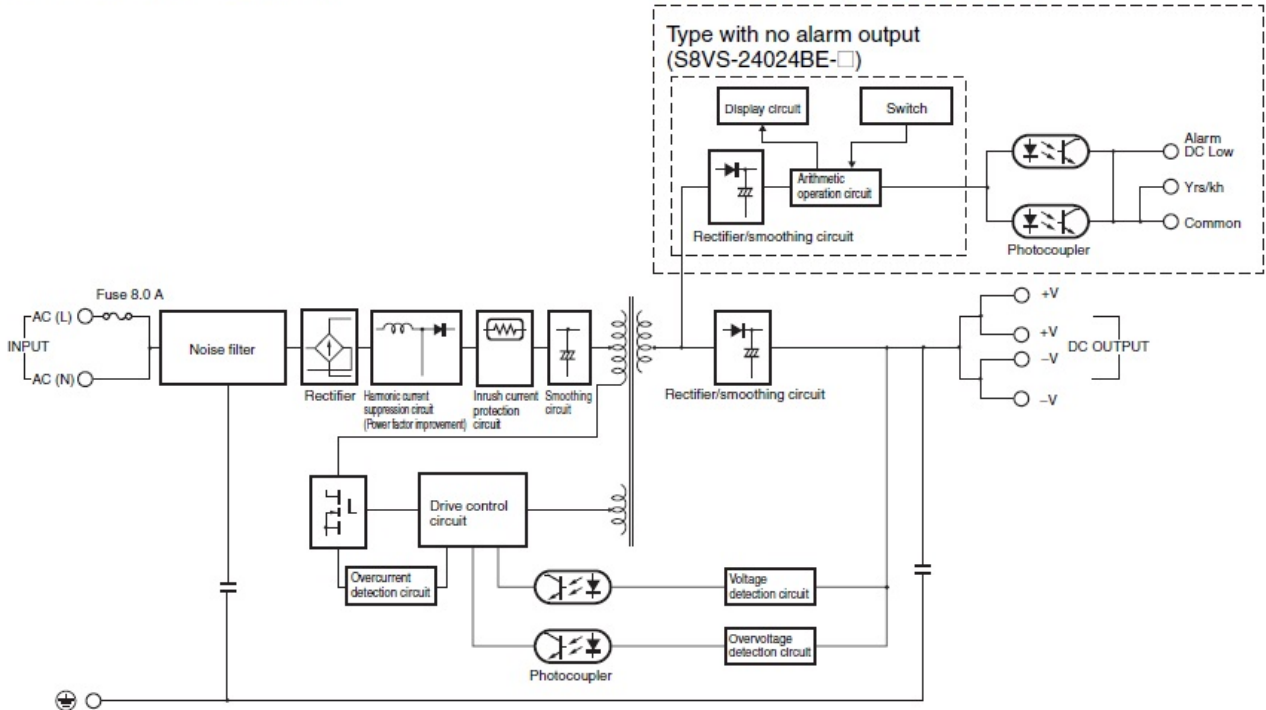 Type with no alarm output
(S8VS-24024BE-□)
Display circuit
Switch
Arithmetic
operation circuit
Rectifier/smoothing circuit
Alarm
DC Low
Yrs/kh
Common
Photocoupler
Fuse 8.0 A
AC (L)
INPUT
AC (N)
Noise filter
Rectifier
Harmonic current
suppression circuit
(Power factor improvement)
Inrush current
protection
circuit
Smoothing
circuit
Rectifier/smoothing circuit
+V
+V
DC OUTPUT
–V
–V
Drive control
circuit
Overcurrent
detection circuit
Voltage
detection circuit
Overvoltage
detection circuit
Photocoupler